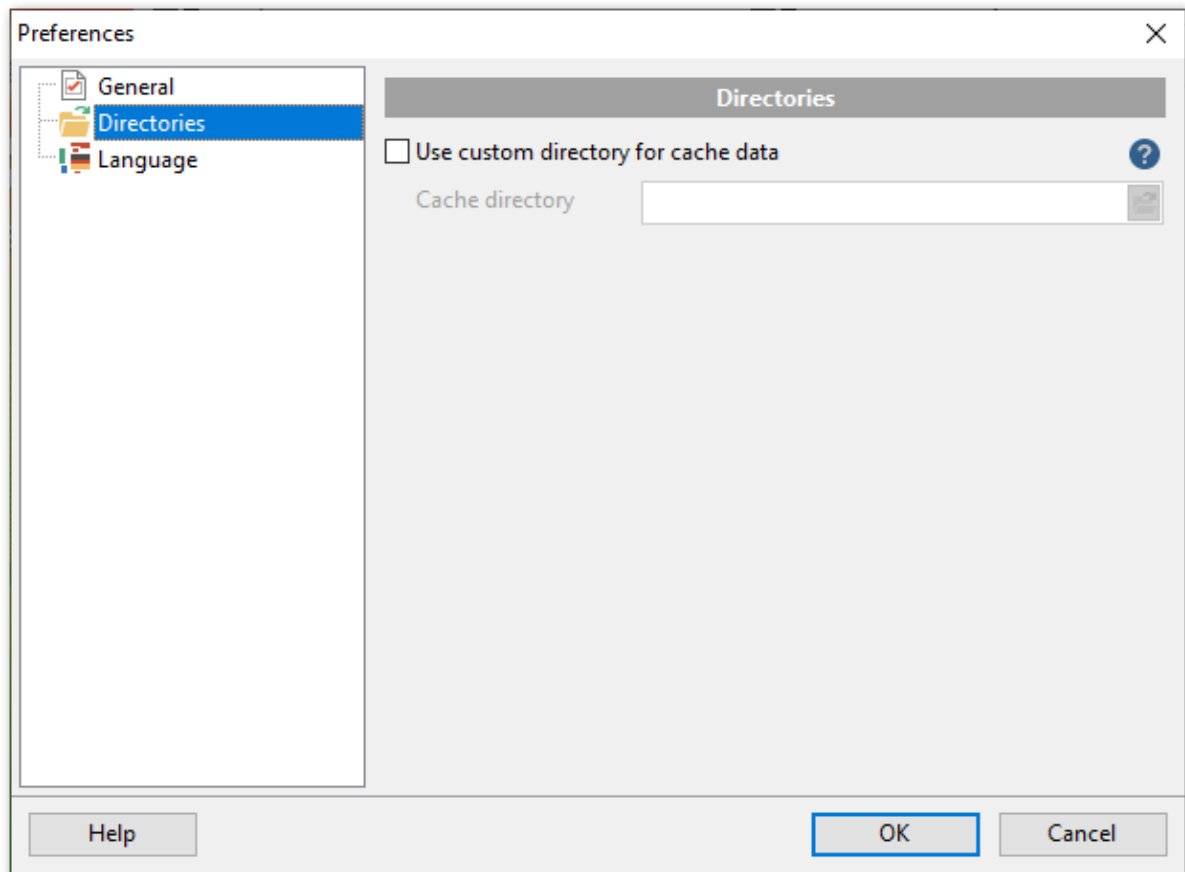 Preferences
General
Directories
Language
Directories
Use custom directory for cache data
?
Cache directory
Help
OK
Cancel